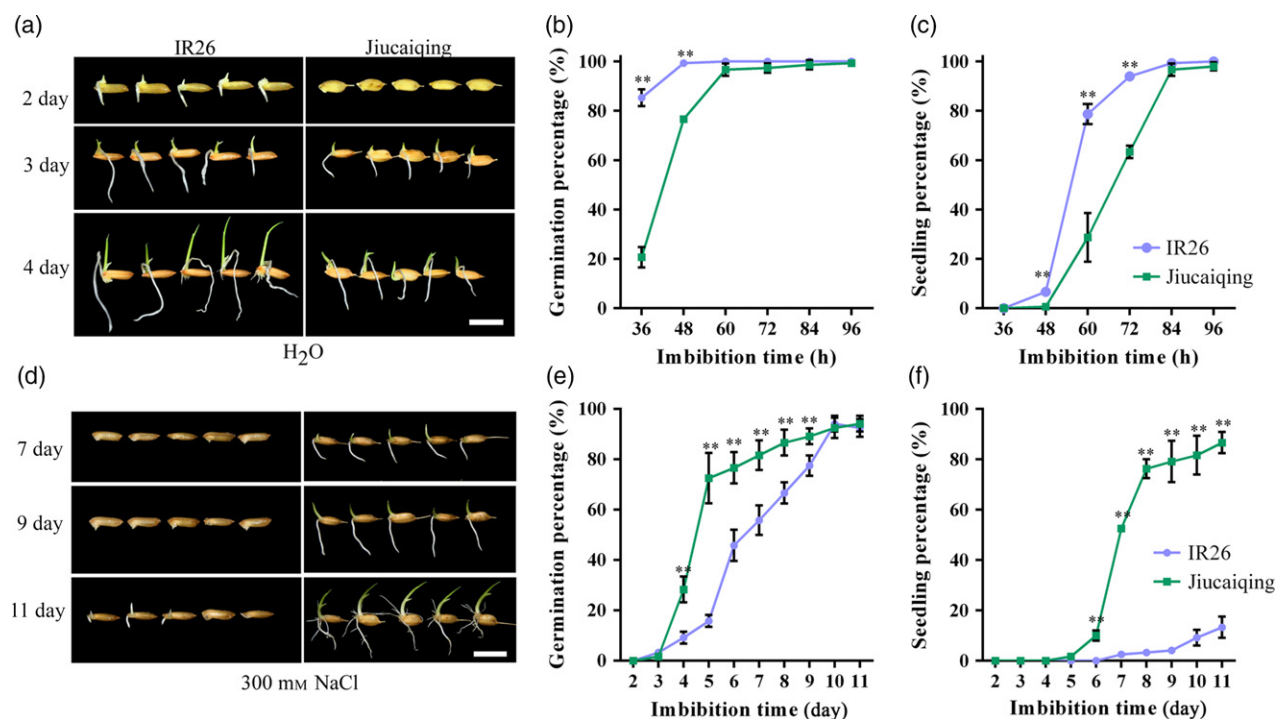 (a)
IR26 Jiucaiqing
2 day
3 day
4 day
H2O
(b)
Germination percentage (%)
100
80
60
40
20
0
** **
36 48 60 72 84 96
Imbibition time (h)
(c)
Seedling percentage (%)
100
80
60
40
20
0
** ** **
IR26
Jiucaiqing
36 48 60 72 84 96
Imbibition time (h)
(d)
7 day
9 day
11 day
300 mM NaCl
(e)
Germination percentage (%)
100
80
60
40
20
0
** ** ** ** ** **
2 3 4 5 6 7 8 9 10 11
Imbibition time (day)
(f)
Seedling percentage (%)
100
80
60
40
20
0
** ** ** ** ** **
IR26
Jiucaiqing
2 3 4 5 6 7 8 9 10 11
Imbibition time (day)